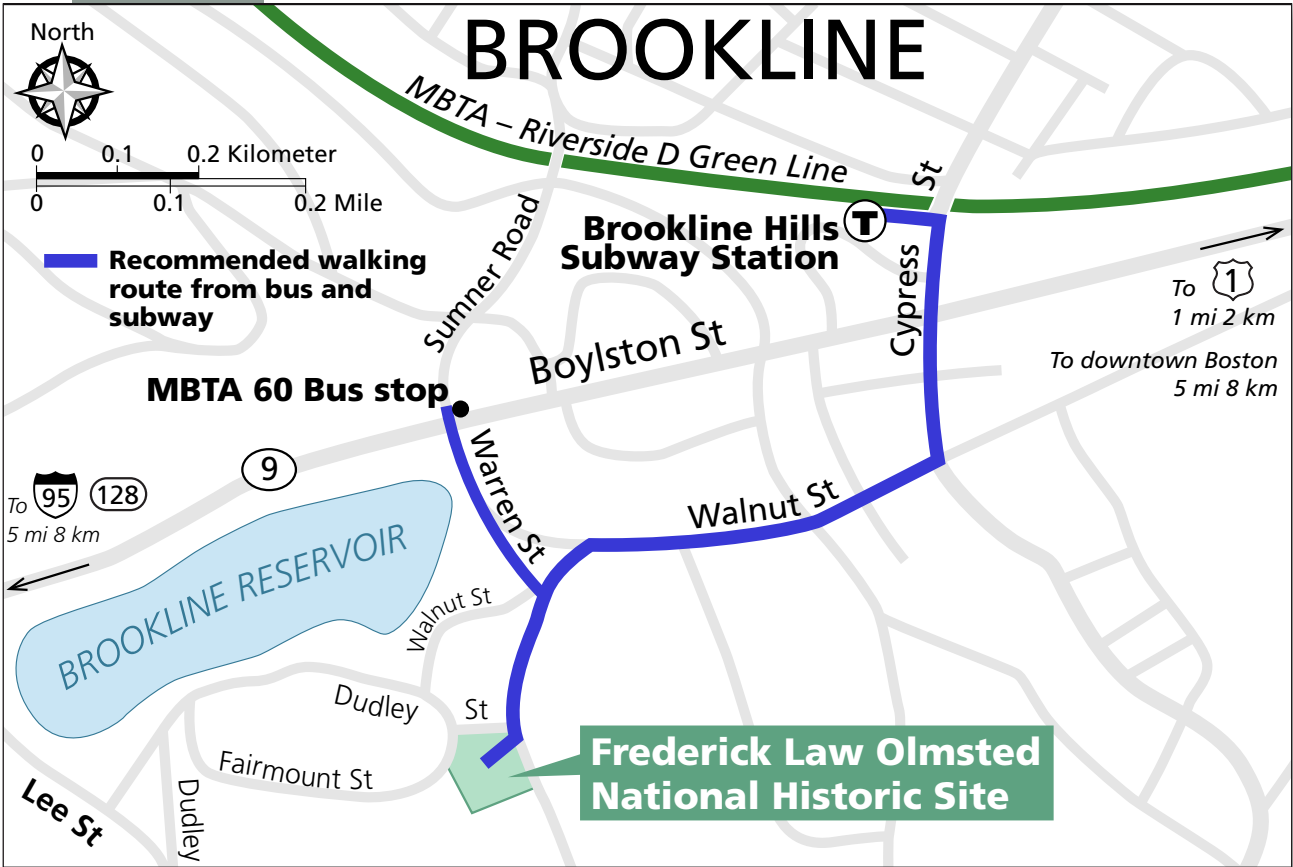 BROOKLINE
North
0 0.1 0.2 Kilometer
0 0.1 0.2 Mile
Recommended walking
route from bus and
subway
MBTA – Riverside D Green Line
St
Cypress
T
Brookline Hills
Subway Station
Sumner Road
Boylston St
To 1
1 mi 2 km
To downtown Boston
5 mi 8 km
MBTA 60 Bus stop
9
Warren St
To 95 128
5 mi 8 km
BROOKLINE RESERVOIR
Walnut St
Walnut St
Dudley
St
Fairmount St
Dudley
Lee St
Frederick Law Olmsted
National Historic Site